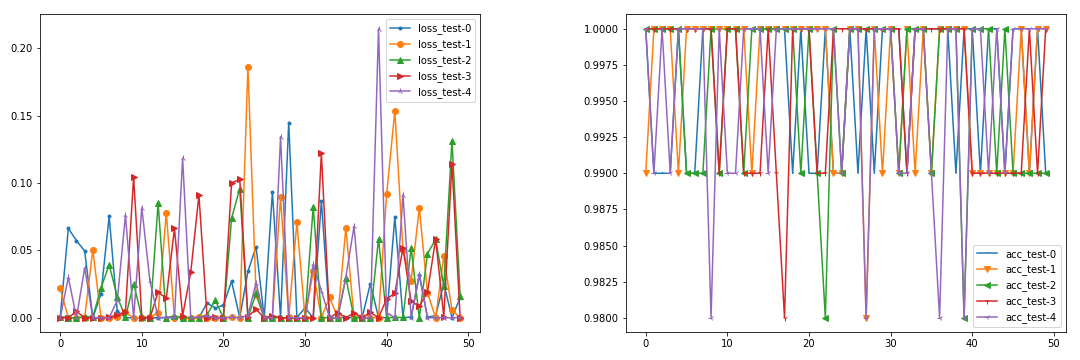 0.20
0.15
0.10
0.05
0.00
0
10
20
30
40
50
loss_test-0
loss_test-1
loss_test-2
loss_test-3
loss_test-4
1.0000
0.9975
0.9950
0.9925
0.9900
0.9875
0.9850
0.9825
0.9800
0
10
20
30
40
50
acc_test-0
acc_test-1
acc_test-2
acc_test-3
acc_test-4